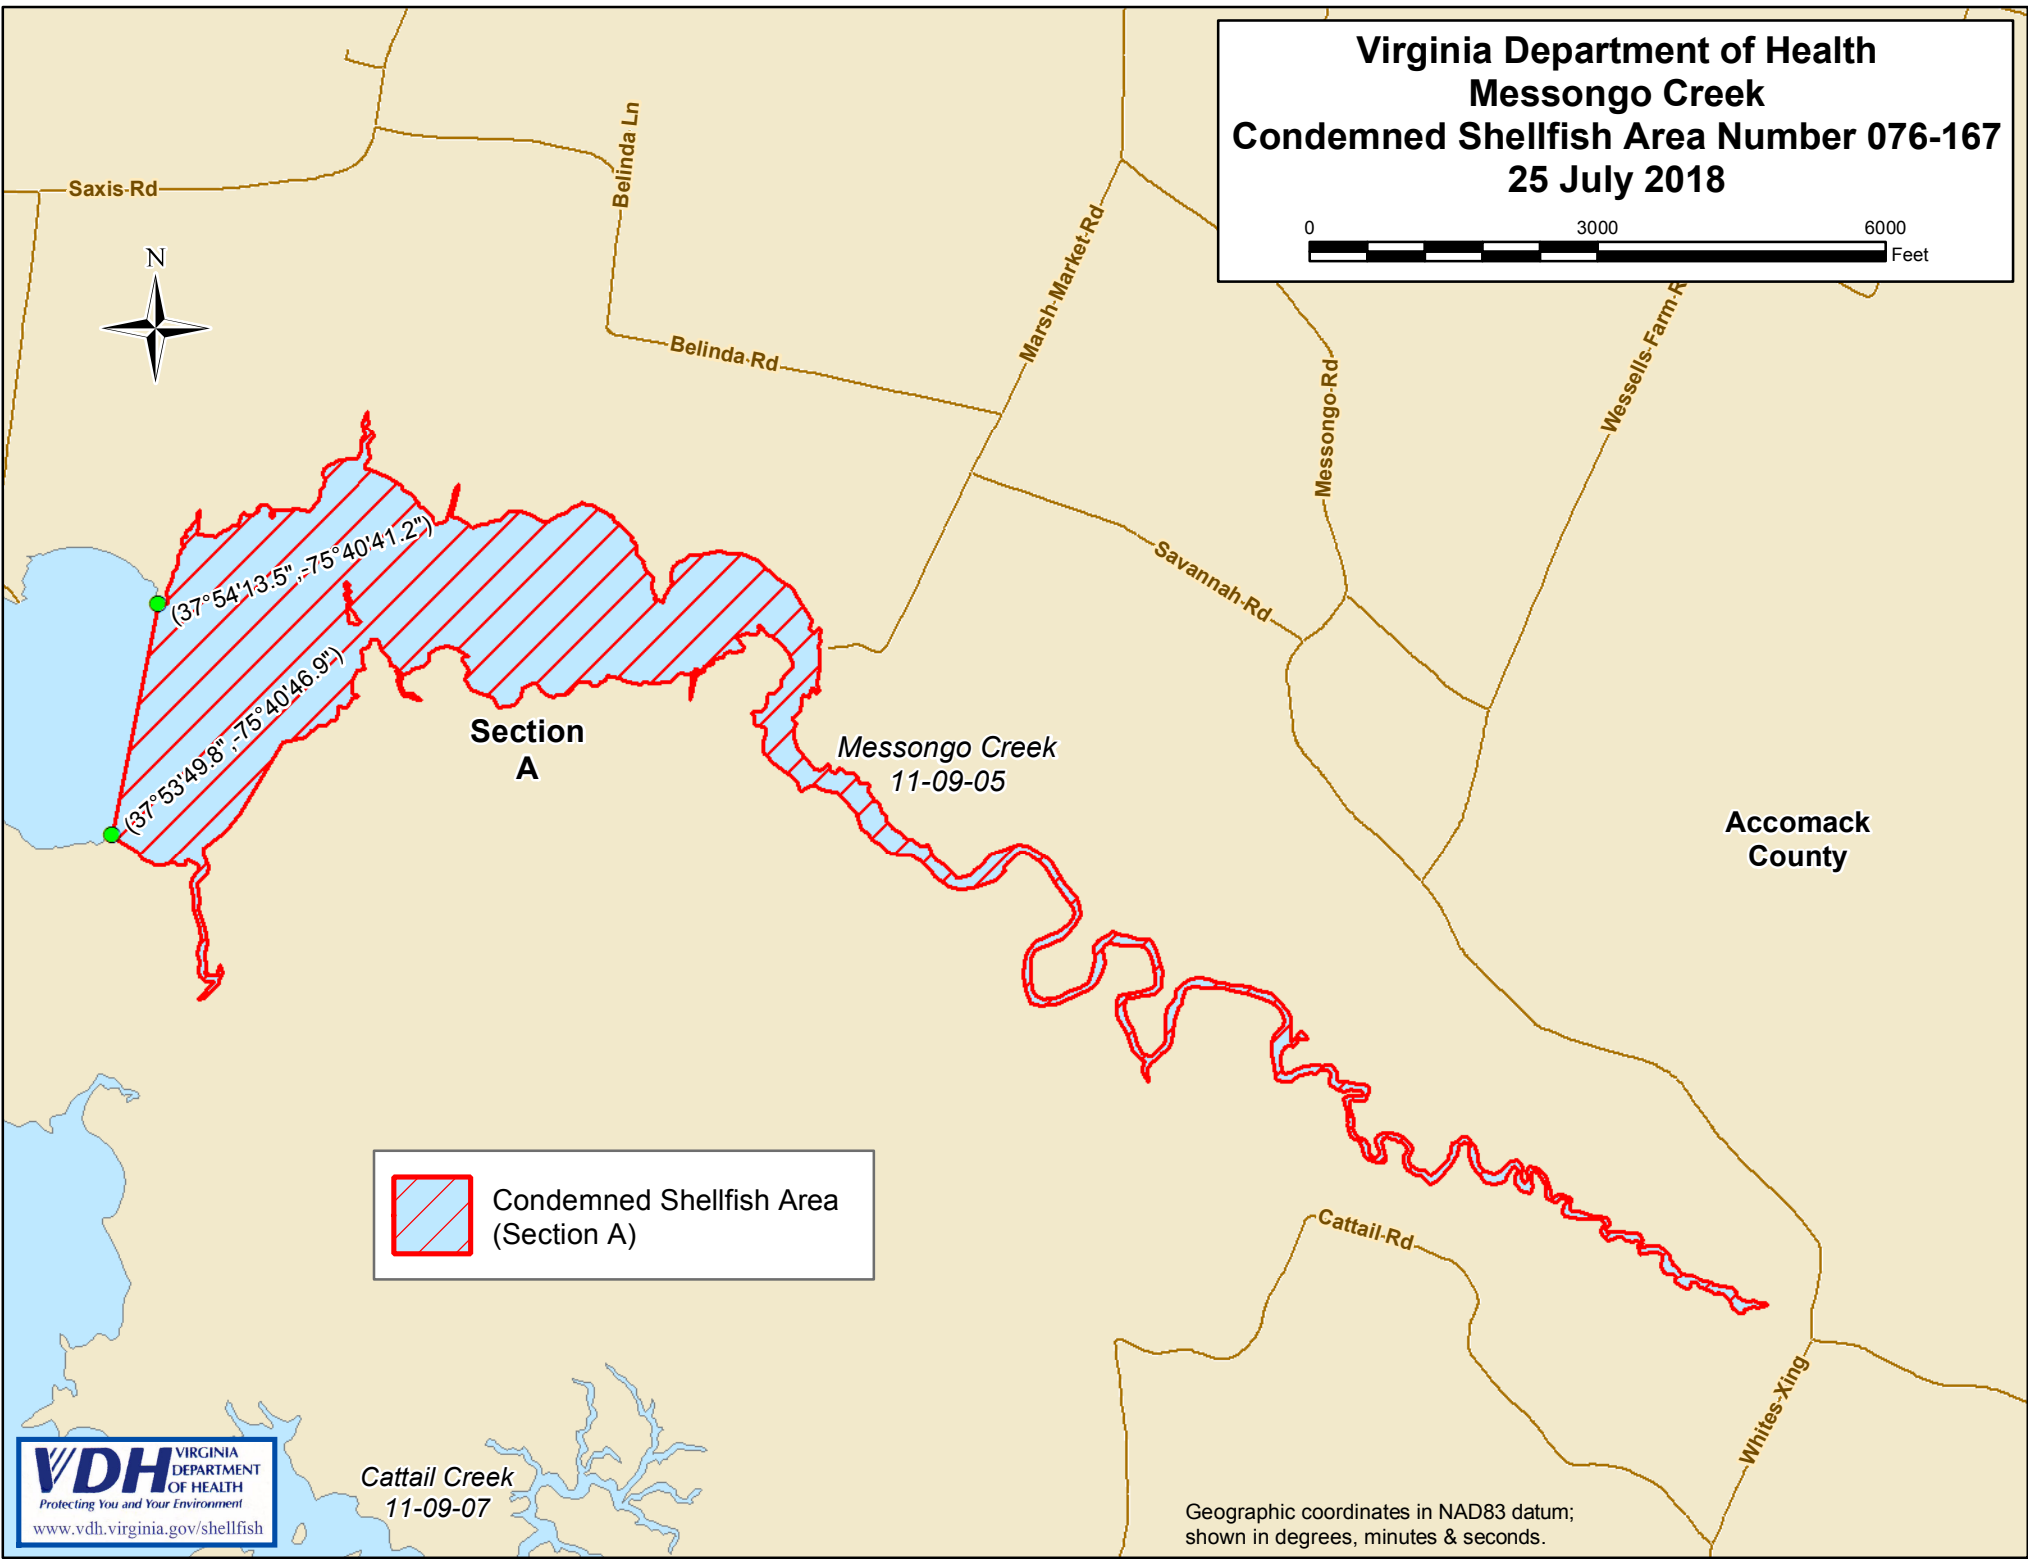 Virginia Department of Health
Messongo Creek
Condemned Shellfish Area Number 076-167
25 July 2018
0 3000 6000
Feet
Saxis Rd
Belinda Ln
Belinda Rd
Marsh Market Rd
Messongo Rd
Wessells Farm R
Savannah Rd
N
(37°54'13.5",-75°40'41.2")
(37°53'49.8",-75°40'46.9")
Section
A
Messongo Creek
11-09-05
Accomack
County
Condemned Shellfish Area
(Section A)
Cattail Rd
Whites Xing
Cattail Creek
11-09-07
VDH
VIRGINIA
DEPARTMENT
OF HEALTH
Protecting You and Your Environment
www.vdh.virginia.gov/shellfish
Geographic coordinates in NAD83 datum;
shown in degrees, minutes & seconds.